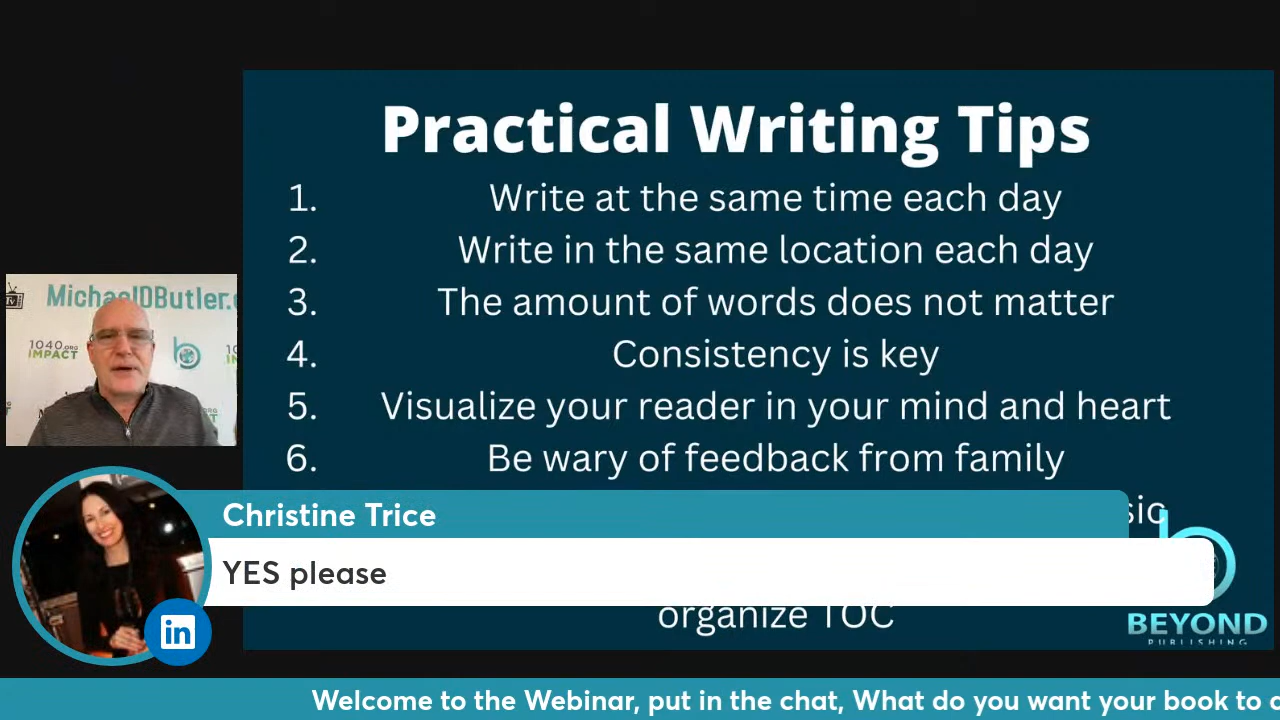 Practical Writing Tips
1. Write at the same time each day
2. Write in the same location each day
3. The amount of words does not matter
4. Consistency is key
5. Visualize your reader in your mind and heart
6. Be wary of feedback from family
organize TOC
BEYOND
PUBLISHING
MichaelDButler.
1040.ORG
IMPACT
TV
Christine Trice
YES please
in
Welcome to the Webinar, put in the chat, What do you want your book to